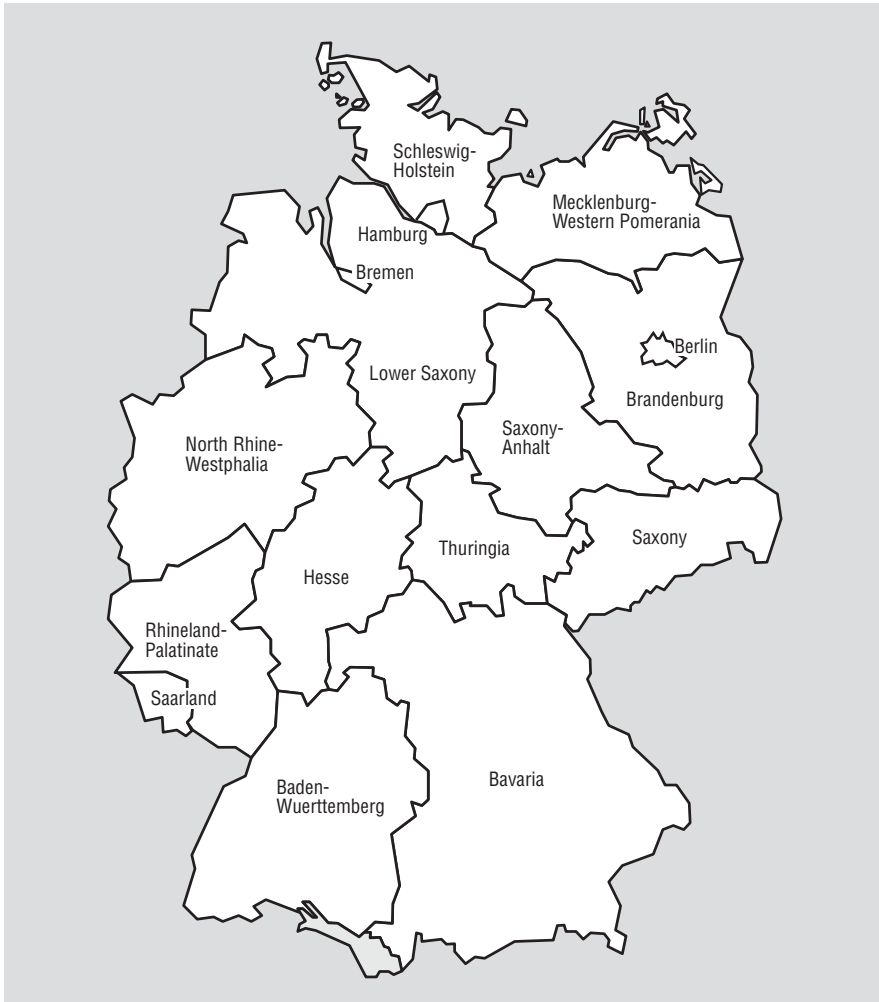 Schleswig-
Holstein
Mecklenburg-
Western Pomerania
Hamburg
Bremen
Berlin
Lower Saxony
Brandenburg
Saxony-
Anhalt
North Rhine-
Westphalia
Saxony
Thuringia
Hesse
Rhineland-
Palatinate
Saarland
Bavaria
Baden-
Wuerttemberg